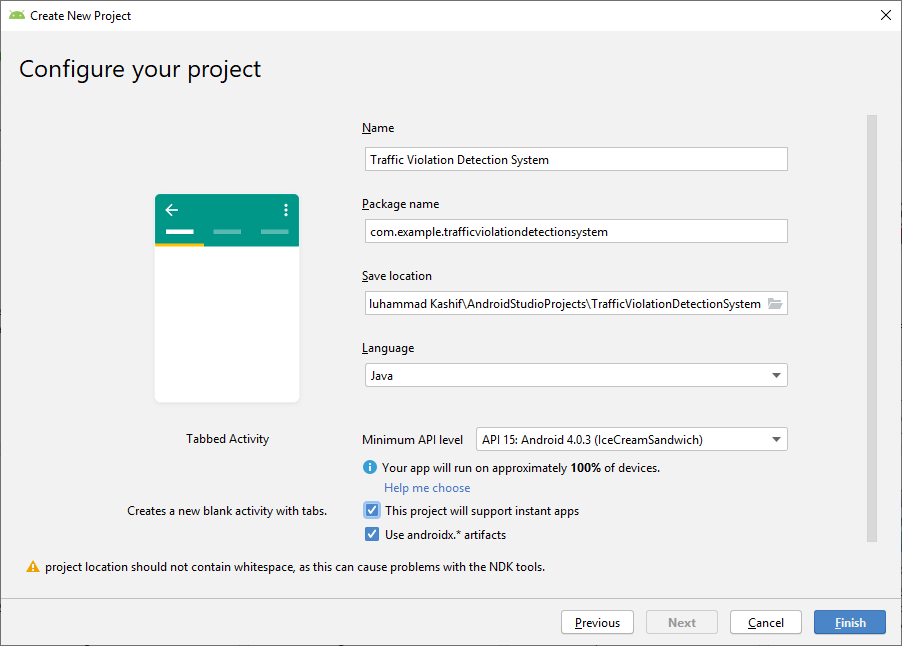 Create New Project
Configure your project
Name
Traffic Violation Detection System
Package name
com.example.trafficviolationdetectionsystem
Save location
luhammad Kashif\AndroidStudioProjects\TrafficViolationDetectionSystem
Language
Java
Tabbed Activity
Minimum API level API 15: Android 4.0.3 (IceCreamSandwich)
Your app will run on approximately 100% of devices.
Help me choose
Creates a new blank activity with tabs.
This project will support instant apps
Use androidx.* artifacts
project location should not contain whitespace, as this can cause problems with the NDK tools.
Previous Next Cancel Finish